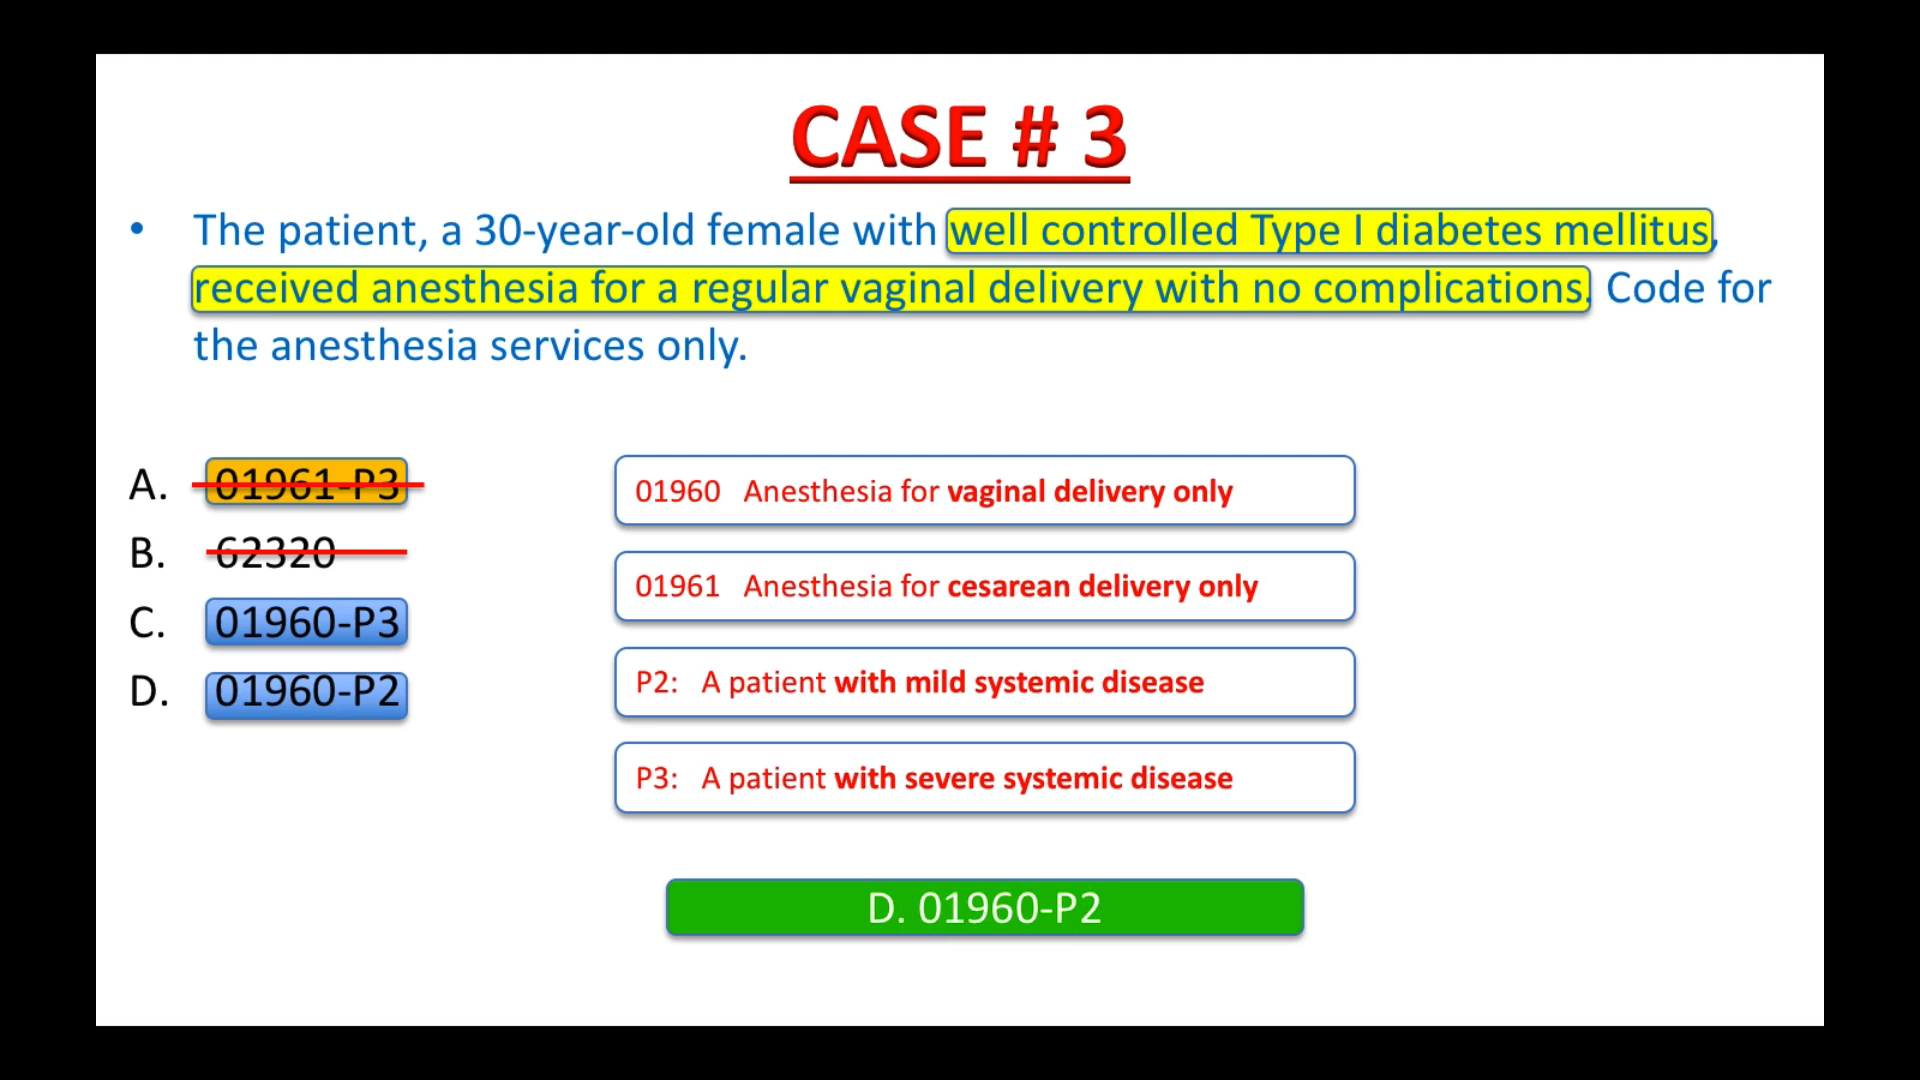 CASE # 3
• The patient, a 30-year-old female with well controlled Type I diabetes mellitus,
received anesthesia for a regular vaginal delivery with no complications. Code for
the anesthesia services only.
A. 01961-P3
B. 62320
C. 01960-P3
D. 01960-P2
01960 Anesthesia for vaginal delivery only
01961 Anesthesia for cesarean delivery only
P2: A patient with mild systemic disease
P3: A patient with severe systemic disease
D. 01960-P2